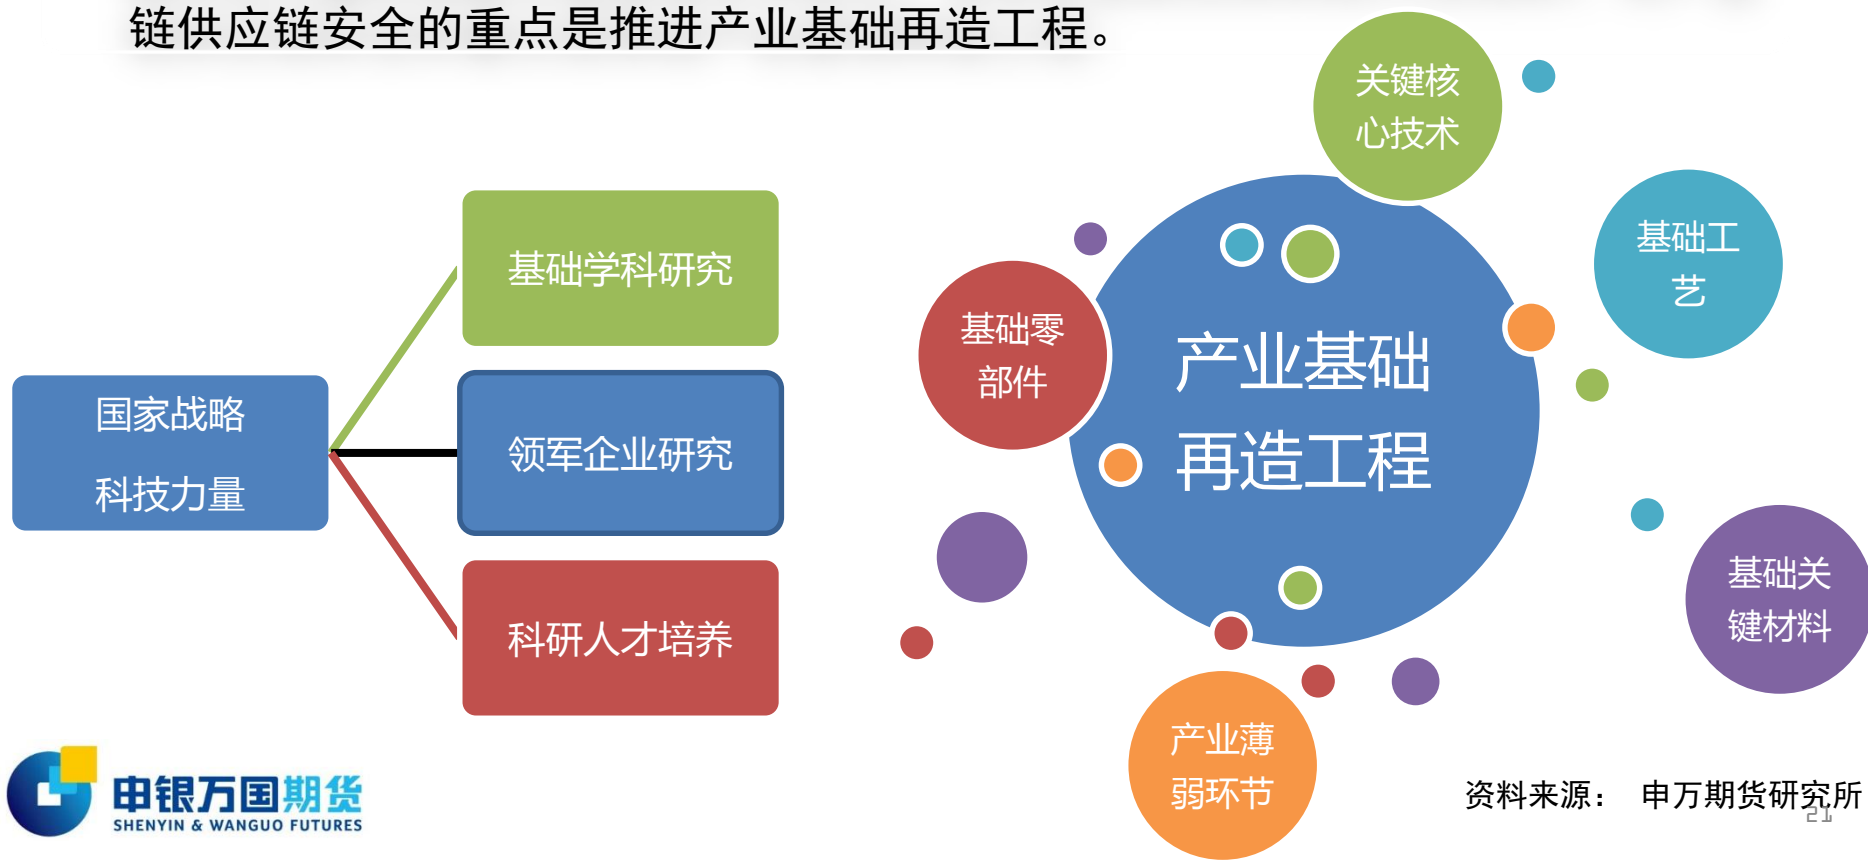 链供应链安全的重点是推进产业基础再造工程。
国家战略
科技力量
基础学科研究
领军企业研究
科研人才培养
关键核
心技术
基础工
艺
基础零
部件
产业基础
再造工程
基础关
键材料
产业薄
弱环节
申银万国期货
SHENYIN & WANGUO FUTURES
资料来源： 申万期货研究所
21